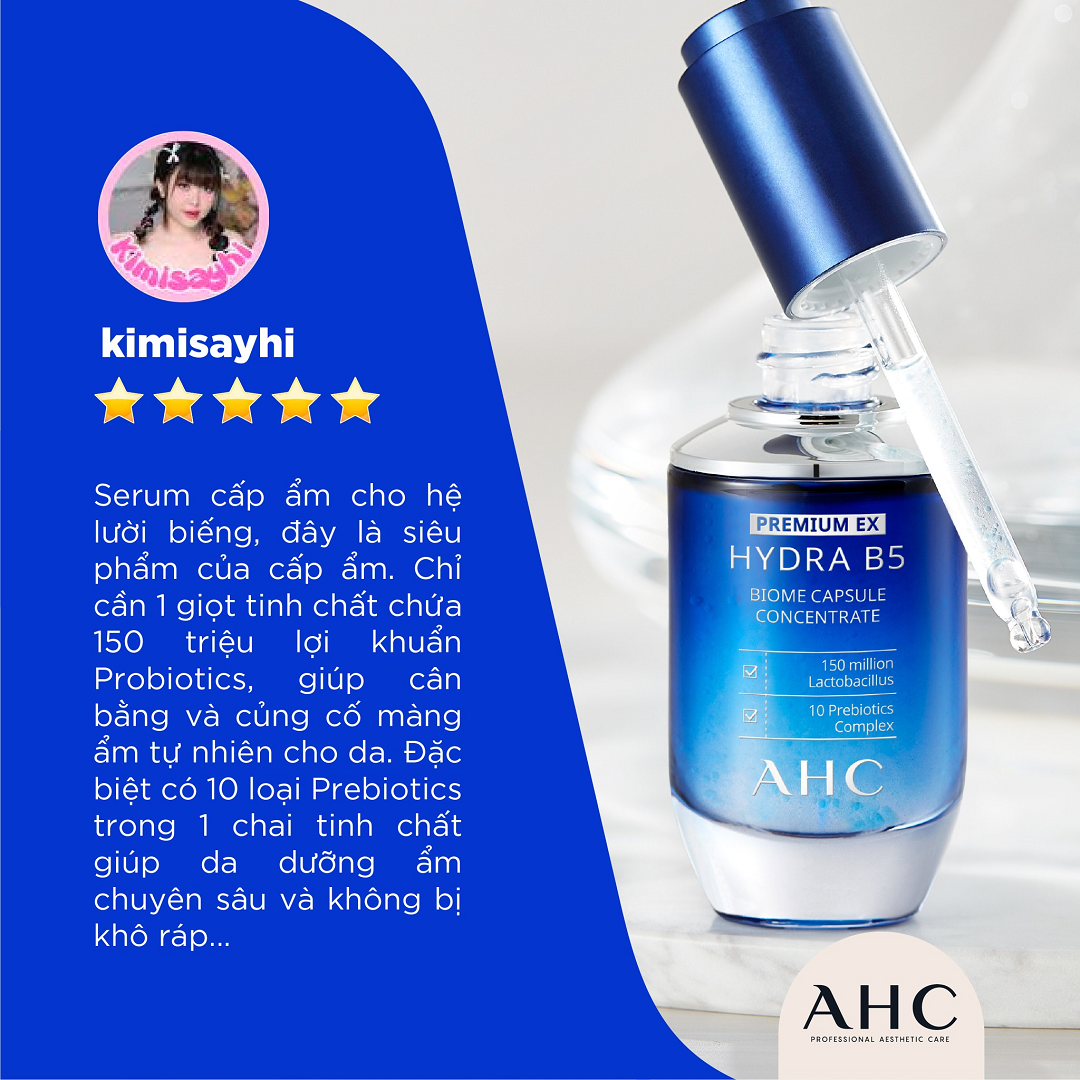 kimisayhi
kimisayhi
Serum cấp ẩm cho hệ
lười biếng, đây là siêu
phẩm của cấp ẩm. Chỉ
cần 1 giọt tinh chất chứa
150 triệu lợi khuẩn
Probiotics, giúp cân
bằng và củng cố màng
ẩm tự nhiên cho da. Đặc
biệt có 10 loại Prebiotics
trong 1 chai tinh chất
giúp da dưỡng ẩm
chuyên sâu và không bị
khô ráp...
PREMIUM EX
HYDRA B5
BIOME CAPSULE
CONCENTRATE
150 million
Lactobacillus
10 Prebiotics
Complex
AHC
AHC
PROFESSIONAL AESTHETIC CARE